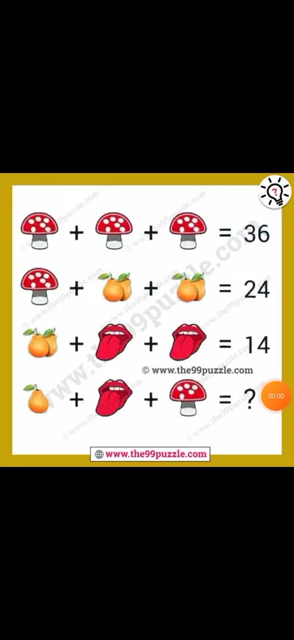 ?
+ + = 36
+ + = 24
+ + = 14
© www.the99puzzle.com
+ + = ?
00:00
www.the99puzzle.com